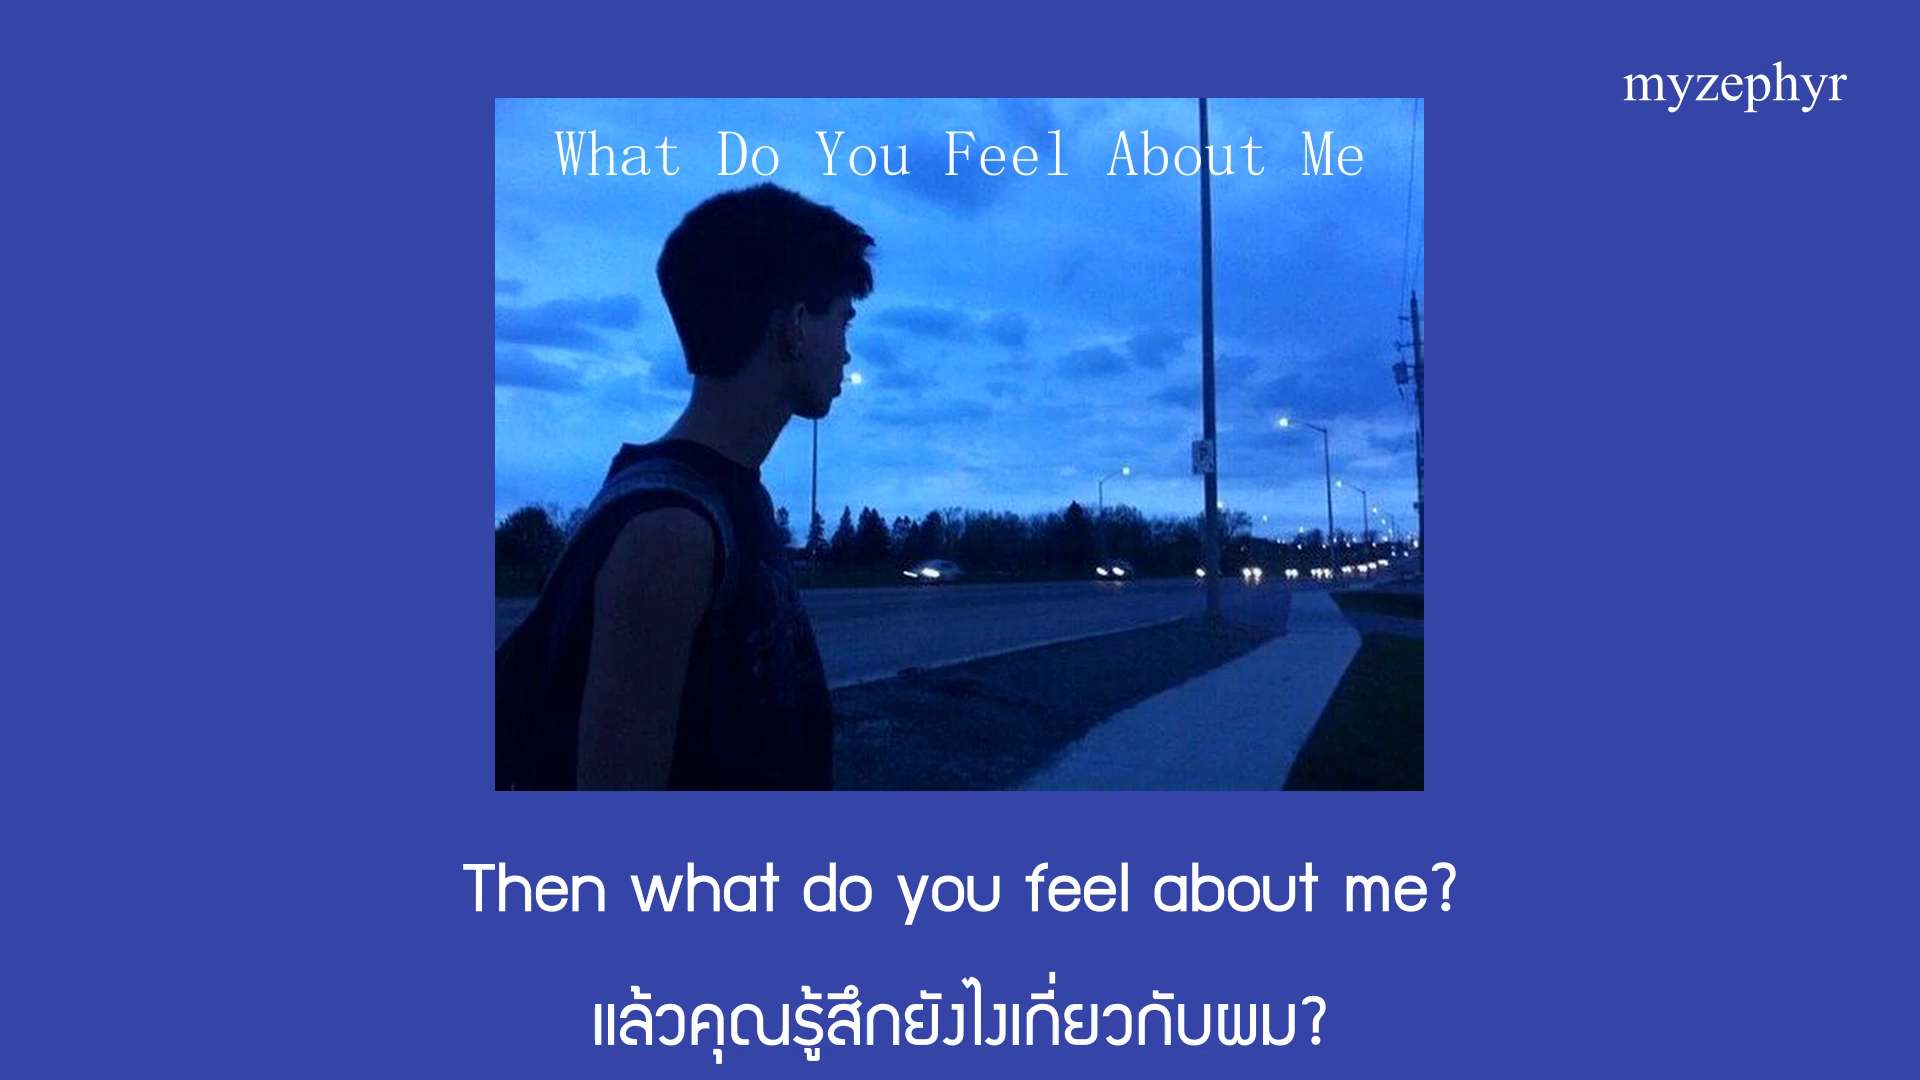 myzephyr
What Do You Feel About Me
Then what do you feel about me?
แล้วคุณรู้สึกยังไงเกี่ยวกับผม?